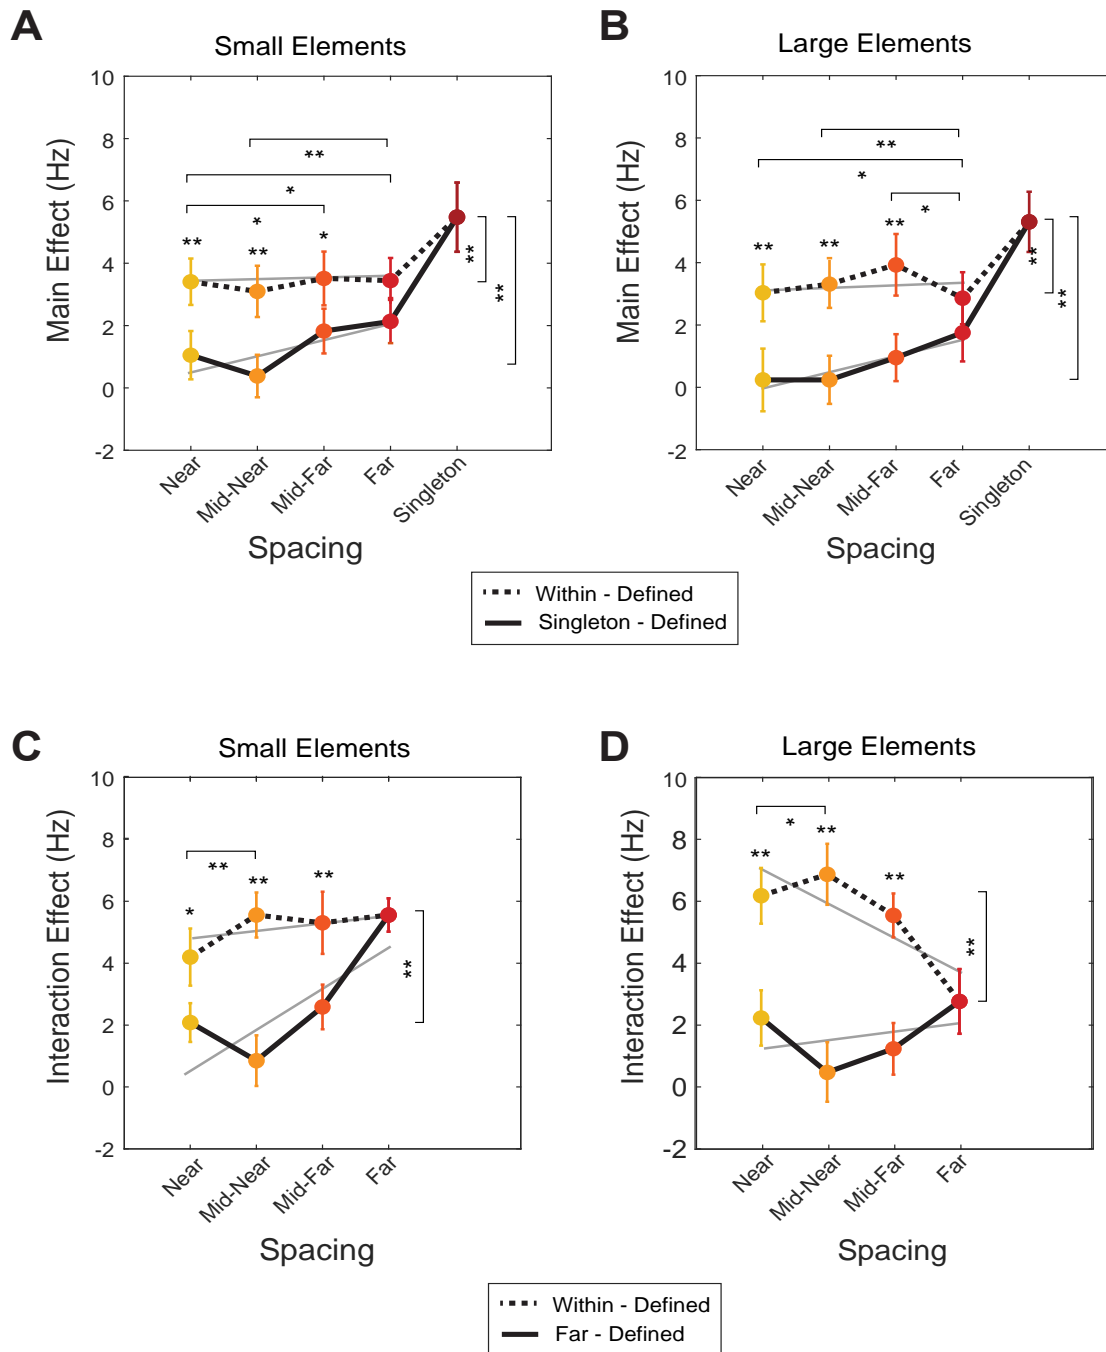 A
Small Elements
Main Effect (Hz)
10
8
6
4
2
0
-2
**
*
*
**
**
*
**
**
Near
Mid-Near
Mid-Far
Far
Singleton
Spacing
B
Large Elements
Main Effect (Hz)
10
8
6
4
2
0
-2
**
*
*
**
**
**
**
**
Near
Mid-Near
Mid-Far
Far
Singleton
Spacing
Within - Defined
Singleton - Defined
C
Small Elements
Interaction Effect (Hz)
10
8
6
4
2
0
-2
**
*
**
**
**
Near
Mid-Near
Mid-Far
Far
Spacing
D
Large Elements
Interaction Effect (Hz)
10
8
6
4
2
0
-2
*
**
**
**
**
Near
Mid-Near
Mid-Far
Far
Spacing
Within - Defined
Far - Defined